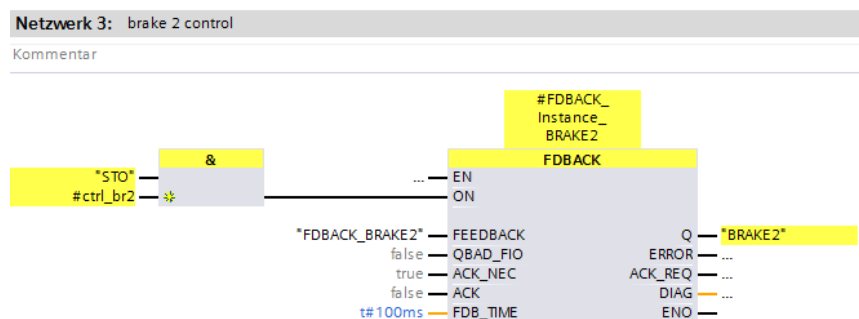 Netzwerk 3: brake 2 control
Kommentar
#FDBACK_
Instance_
BRAKE2
& FDBACK
"STO" ... EN
#ctrl_br2 ON
"FDBACK_BRAKE2" FEEDBACK Q "BRAKE2"
false QBAD_FIO ERROR ...
true ACK_NEC ACK_REQ ...
false ACK DIAG ...
t#100ms FDB_TIME ENO